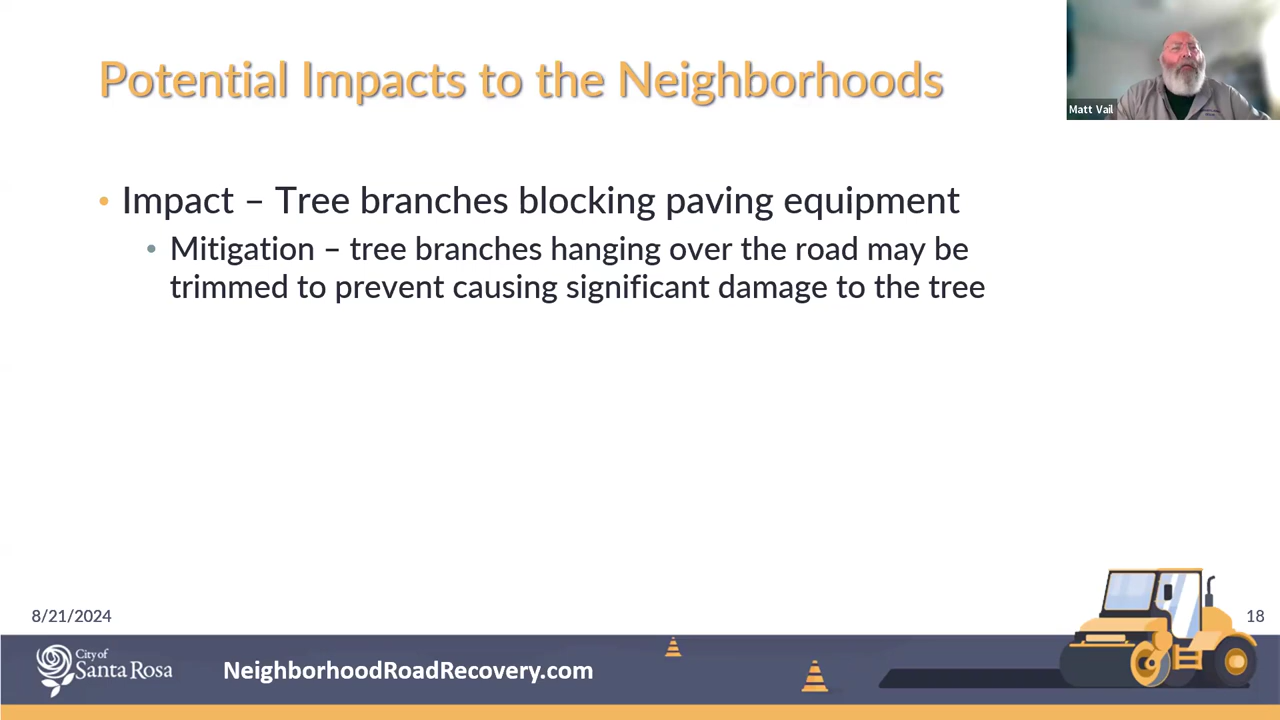 Potential Impacts to the Neighborhoods
Matt Vail
• Impact – Tree branches blocking paving equipment
• Mitigation – tree branches hanging over the road may be
trimmed to prevent causing significant damage to the tree
8/21/2024
18
City of
Santa Rosa
NeighborhoodRoadRecovery.com